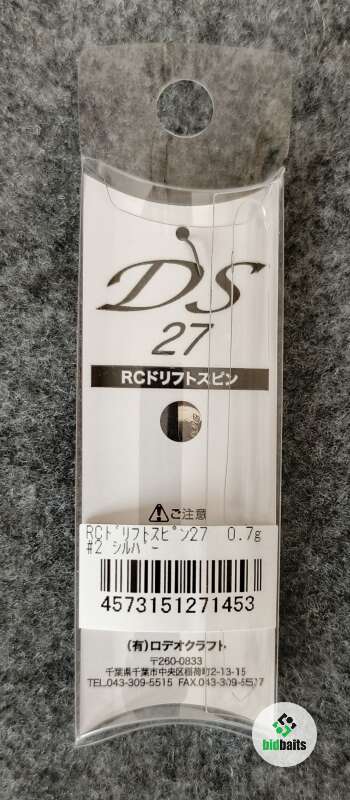 DS
27
RCドリフトスピン
ご注意
RCﾄﾞﾘﾌﾄｽﾋﾟﾝ27 0.7g
#2 ｼﾙﾊﾞｰ
4573151271453
(有)ロデオクラフト
〒260-0833
千葉県千葉市中央区稲荷町2-13-15
TEL.043-309-5515 FAX.043-309-5517
bidbaits